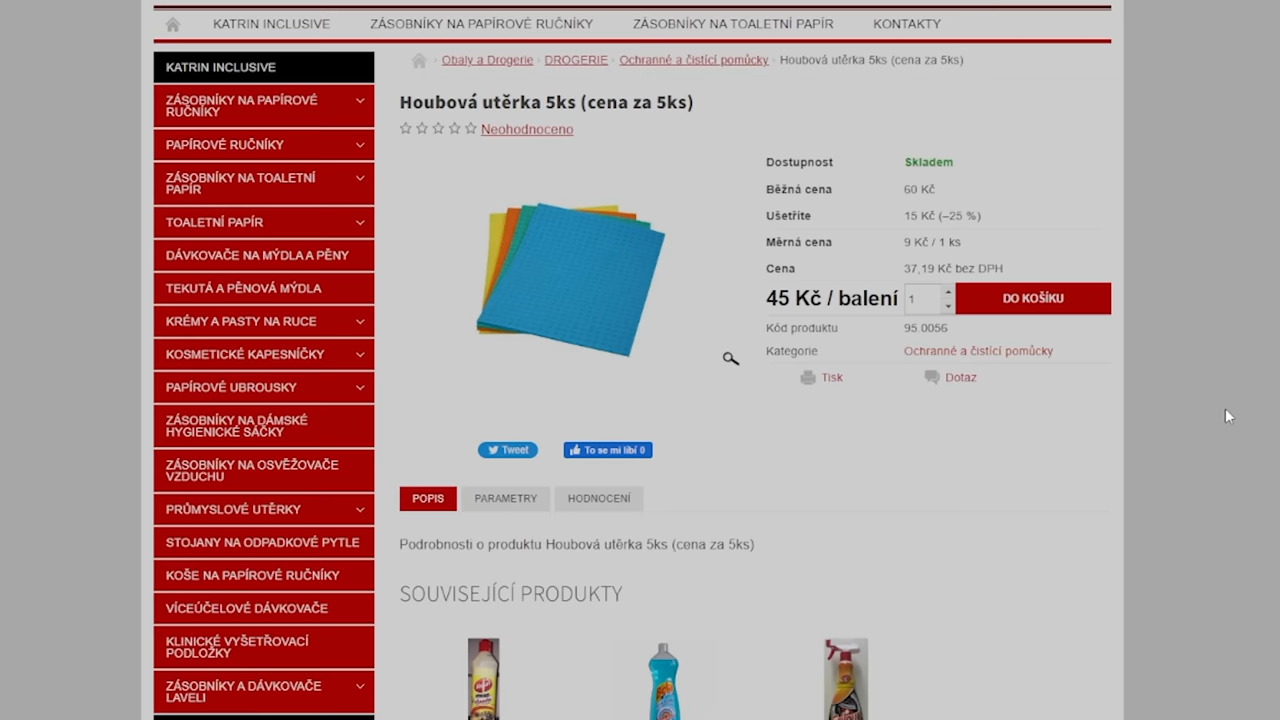 KATRIN INCLUSIVE ZÁSOBNÍKY NA PAPÍROVÉ RUČNÍKY ZÁSOBNÍKY NA TOALETNÍ PAPÍR KONTAKTY
KATRIN INCLUSIVE
ZÁSOBNÍKY NA PAPÍROVÉ
RUČNÍKY
PAPÍROVÉ RUČNÍKY
ZÁSOBNÍKY NA TOALETNÍ
PAPÍR
TOALETNÍ PAPÍR
DÁVKOVAČE NA MÝDLA A PĚNY
TEKUTÁ A PĚNOVÁ MÝDLA
KRÉMY A PASTY NA RUCE
KOSMETICKÉ KAPESNÍČKY
PAPÍROVÉ UBROUSKY
ZÁSOBNÍKY NA DÁMSKÉ
HYGIENICKÉ SÁČKY
ZÁSOBNÍKY NA OSVĚŽOVAČE
VZDUCHU
PRŮMYSLOVÉ UTĚRKY
STOJANY NA ODPADKOVÉ PYTLE
KOŠE NA PAPÍROVÉ RUČNÍKY
VÍCEÚČELOVÉ DÁVKOVAČE
KLINICKÉ VYŠETŘOVACÍ
PODLOŽKY
ZÁSOBNÍKY A DÁVKOVAČE
LAVELI
Obaly a Drogerie DROGERIE Ochranné a čistící pomůcky Houbová utěrka 5ks (cena za 5ks)
Houbová utěrka 5ks (cena za 5ks)
Neohodnoceno
Dostupnost Skladem
Běžná cena 60 Kč
Ušetříte 15 Kč (–25 %)
Měrná cena 9 Kč / 1 ks
Cena 37,19 Kč bez DPH
45 Kč / balení 1 DO KOŠÍKU
Kód produktu 95 0056
Kategorie Ochranné a čistící pomůcky
Tisk Dotaz
Tweet To se mi líbí 0
POPIS PARAMETRY HODNOCENÍ
Podrobnosti o produktu Houbová utěrka 5ks (cena za 5ks)
SOUVISEJÍCÍ PRODUKTY